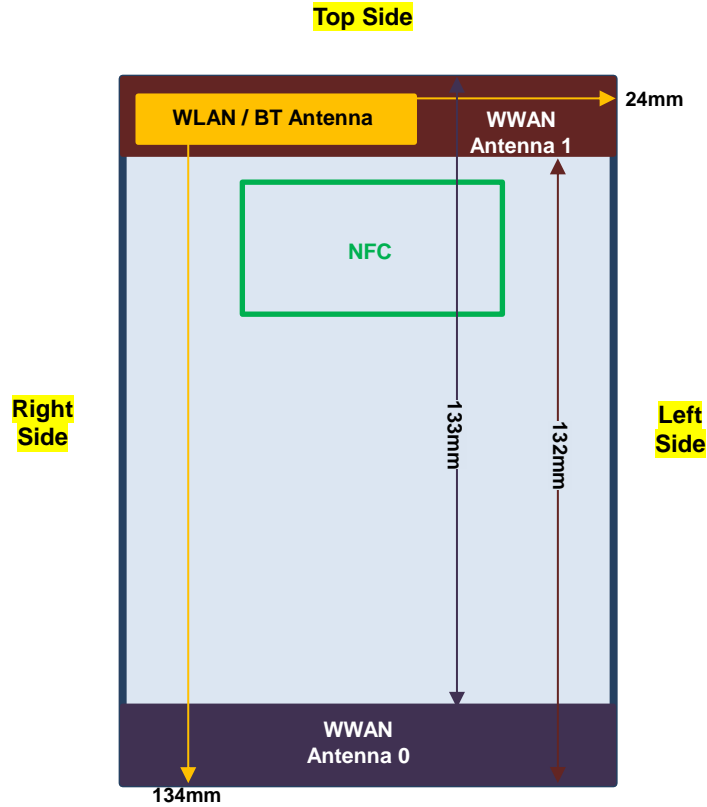 Top Side
WLAN / BT Antenna
24mm
WWAN
Antenna 1
NFC
Right
Side
133mm
132mm
Left
Side
WWAN
Antenna 0
134mm